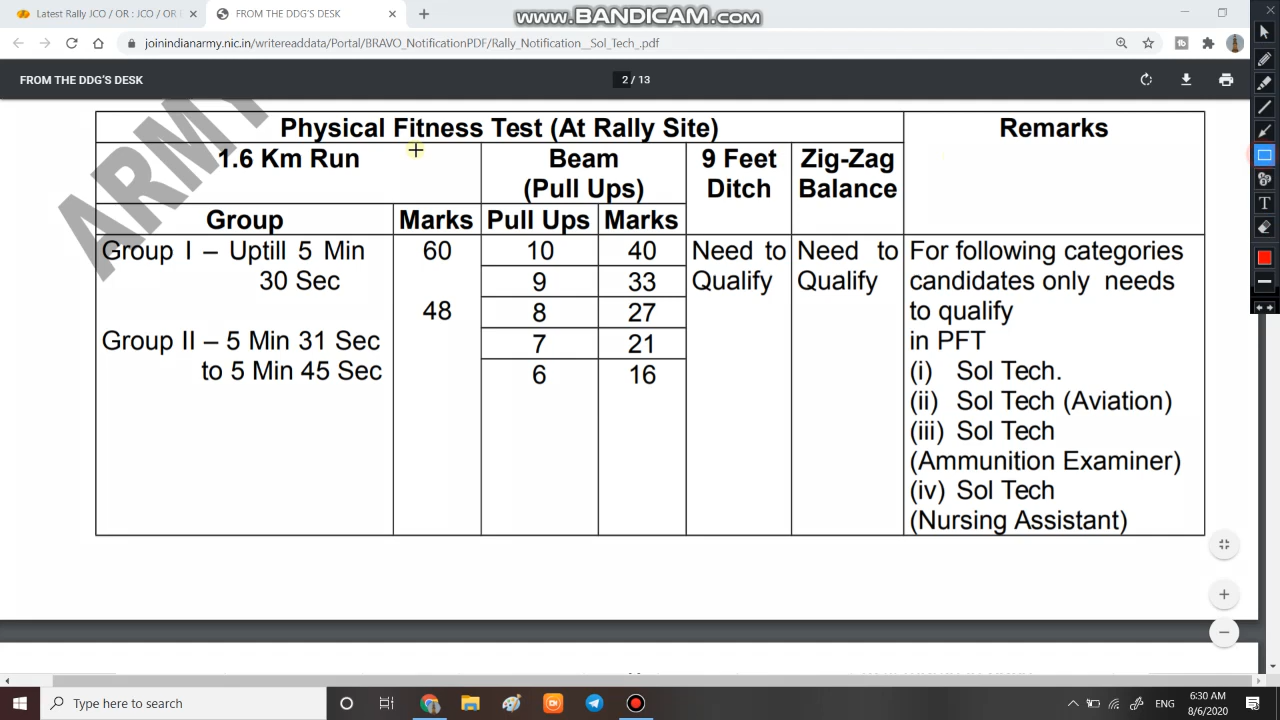 Latest Rally JCO / OR : JCO / OR
FROM THE DDG'S DESK
www.BANDICAM.com
joinindianarmy.nic.in/writereaddata/Portal/BRAVO_NotificationPDF/Rally_Notification__Sol_Tech_.pdf
FROM THE DDG'S DESK
2 / 13
ARMY
Physical Fitness Test (At Rally Site)
Remarks
1.6 Km Run
Beam
(Pull Ups)
9 Feet
Ditch
Zig-Zag
Balance
Group
Marks
Pull Ups
Marks
Group I – Uptill 5 Min
30 Sec
60
48
Group II – 5 Min 31 Sec
to 5 Min 45 Sec
10 40
9 33
8 27
7 21
6 16
Need to
Qualify
Need to
Qualify
For following categories
candidates only needs
to qualify
in PFT
(i) Sol Tech.
(ii) Sol Tech (Aviation)
(iii) Sol Tech
(Ammunition Examiner)
(iv) Sol Tech
(Nursing Assistant)
Type here to search
ENG
6:30 AM
8/6/2020